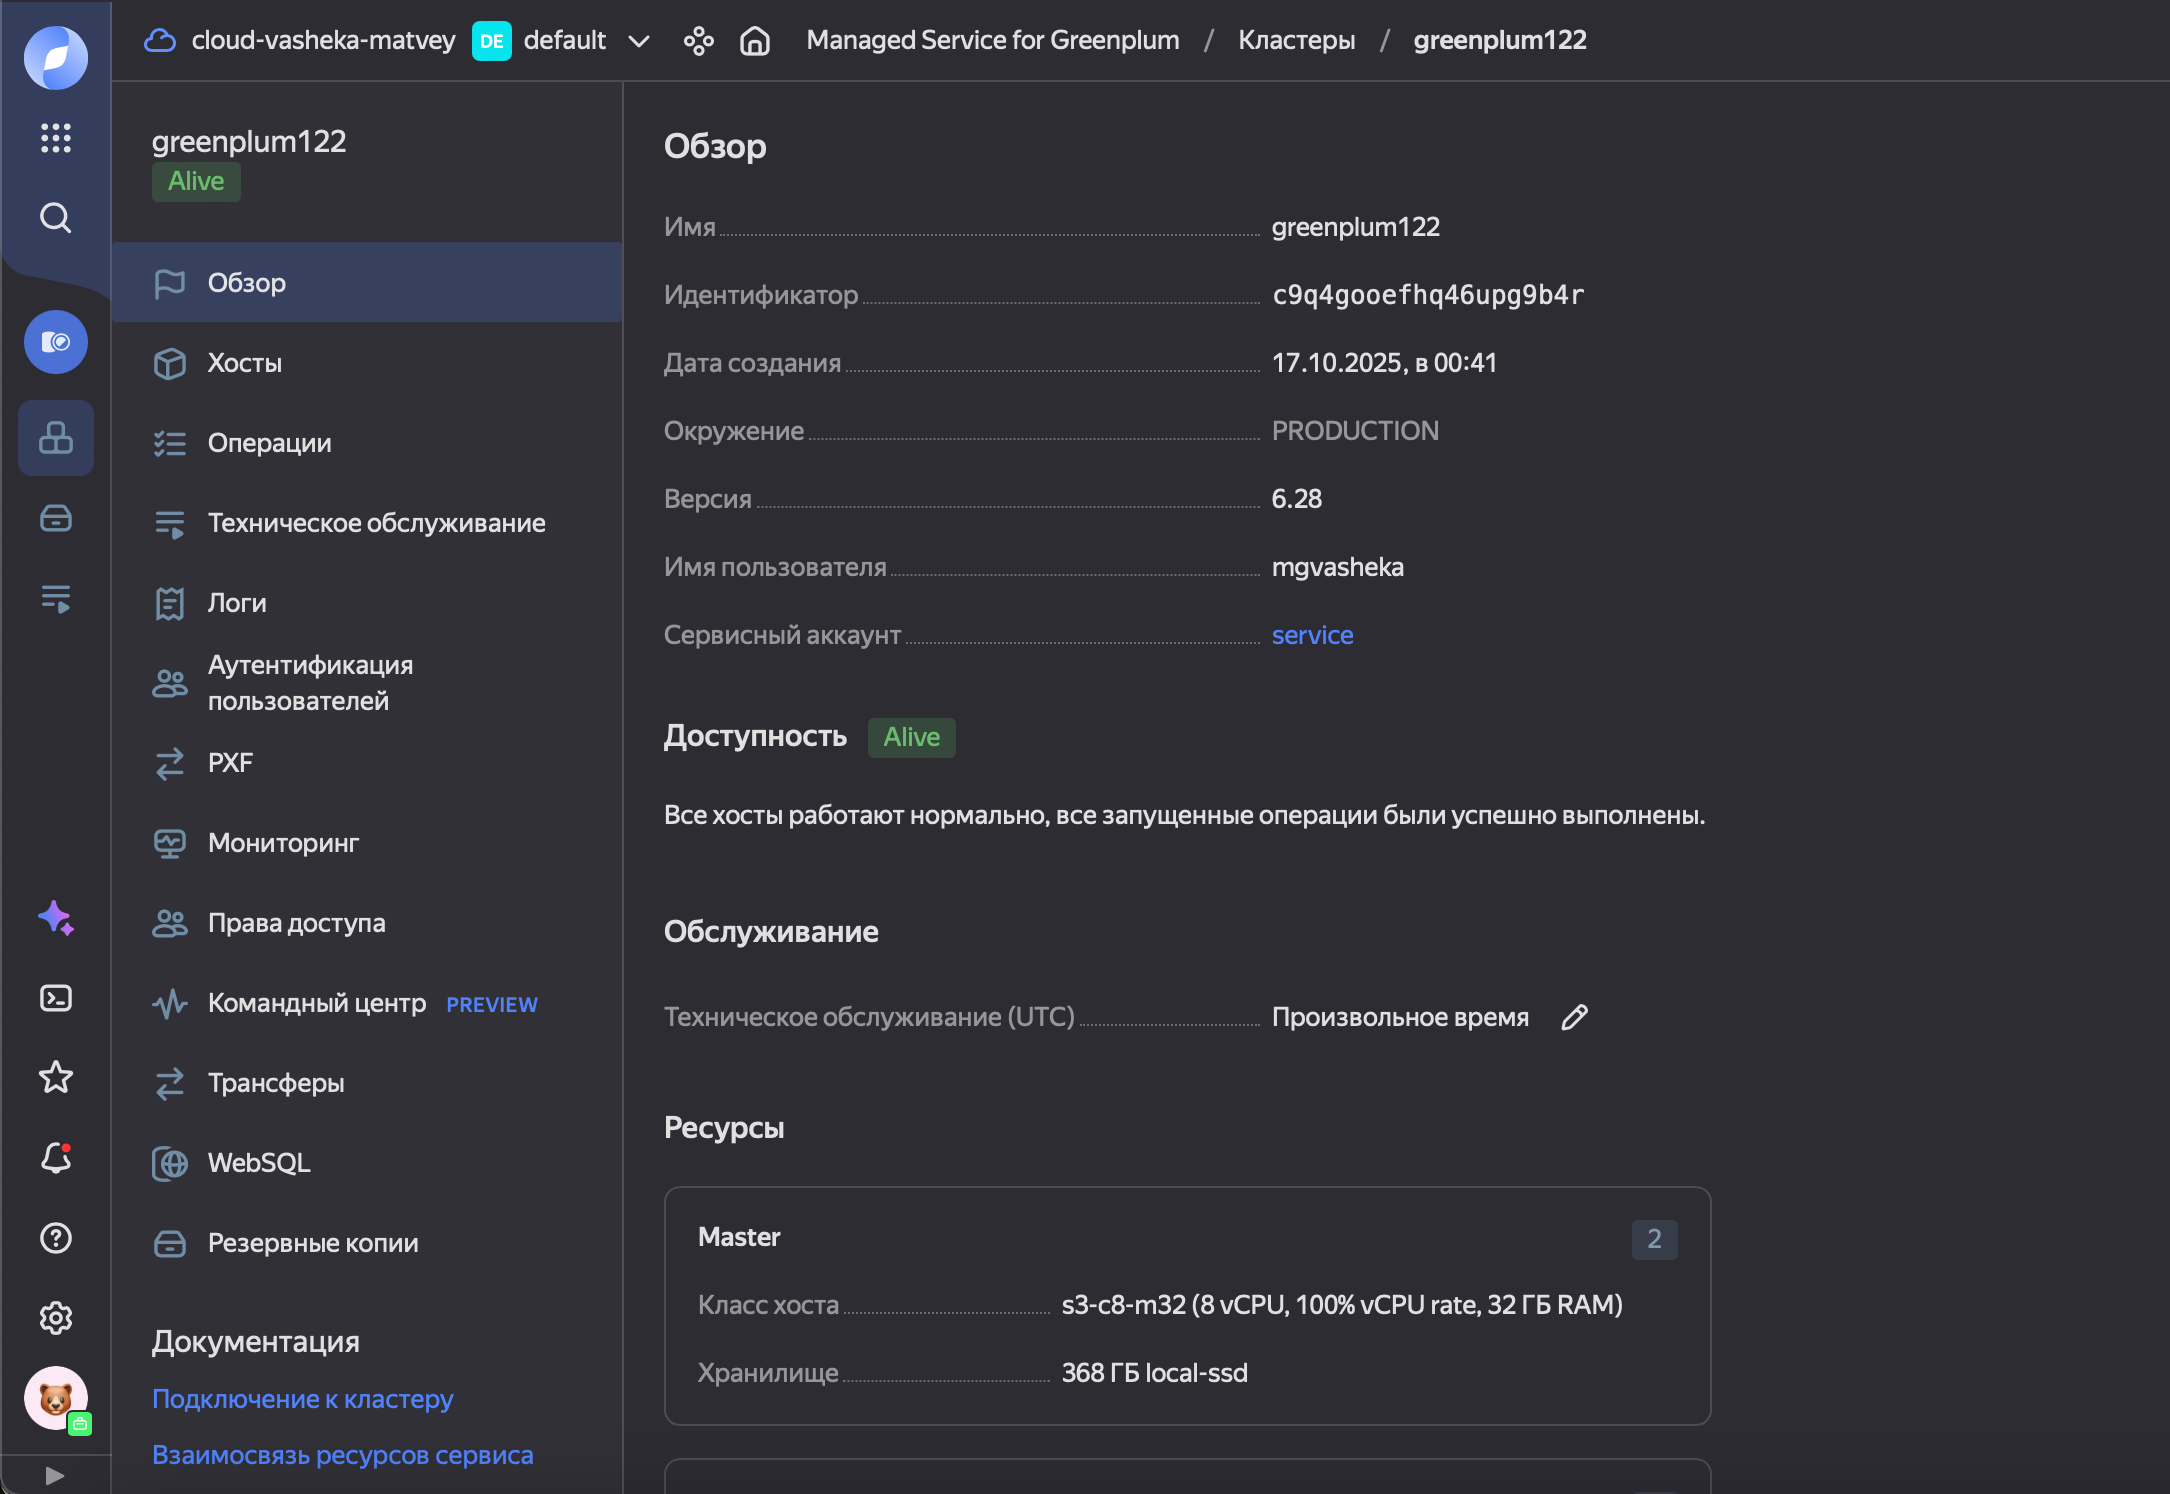 cloud-vasheka-matvey DE default Managed Service for Greenplum / Кластеры / greenplum122
greenplum122
Alive
Обзор
Хосты
Операции
Техническое обслуживание
Логи
Аутентификация
пользователей
PXF
Мониторинг
Права доступа
Командный центр PREVIEW
Трансферы
WebSQL
Резервные копии
Документация
Подключение к кластеру
Взаимосвязь ресурсов сервиса
Обзор
Имя greenplum122
Идентификатор c9q4gooefhq46upg9b4r
Дата создания 17.10.2025, в 00:41
Окружение PRODUCTION
Версия 6.28
Имя пользователя mgvasheka
Сервисный аккаунт service
Доступность Alive
Все хосты работают нормально, все запущенные операции были успешно выполнены.
Обслуживание
Техническое обслуживание (UTC) Произвольное время
Ресурсы
Master 2
Класс хоста s3-c8-m32 (8 vCPU, 100% vCPU rate, 32 ГБ RAM)
Хранилище 368 ГБ local-ssd